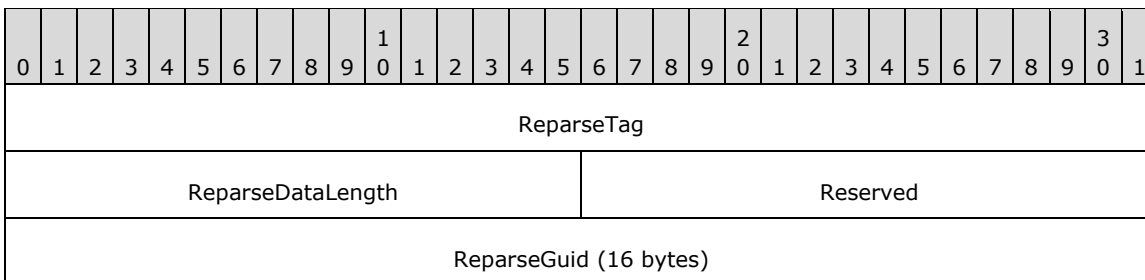 1 2 3
0 1 2 3 4 5 6 7 8 9 0 1 2 3 4 5 6 7 8 9 0 1 2 3 4 5 6 7 8 9 0 1
ReparseTag
ReparseDataLength Reserved
ReparseGuid (16 bytes)